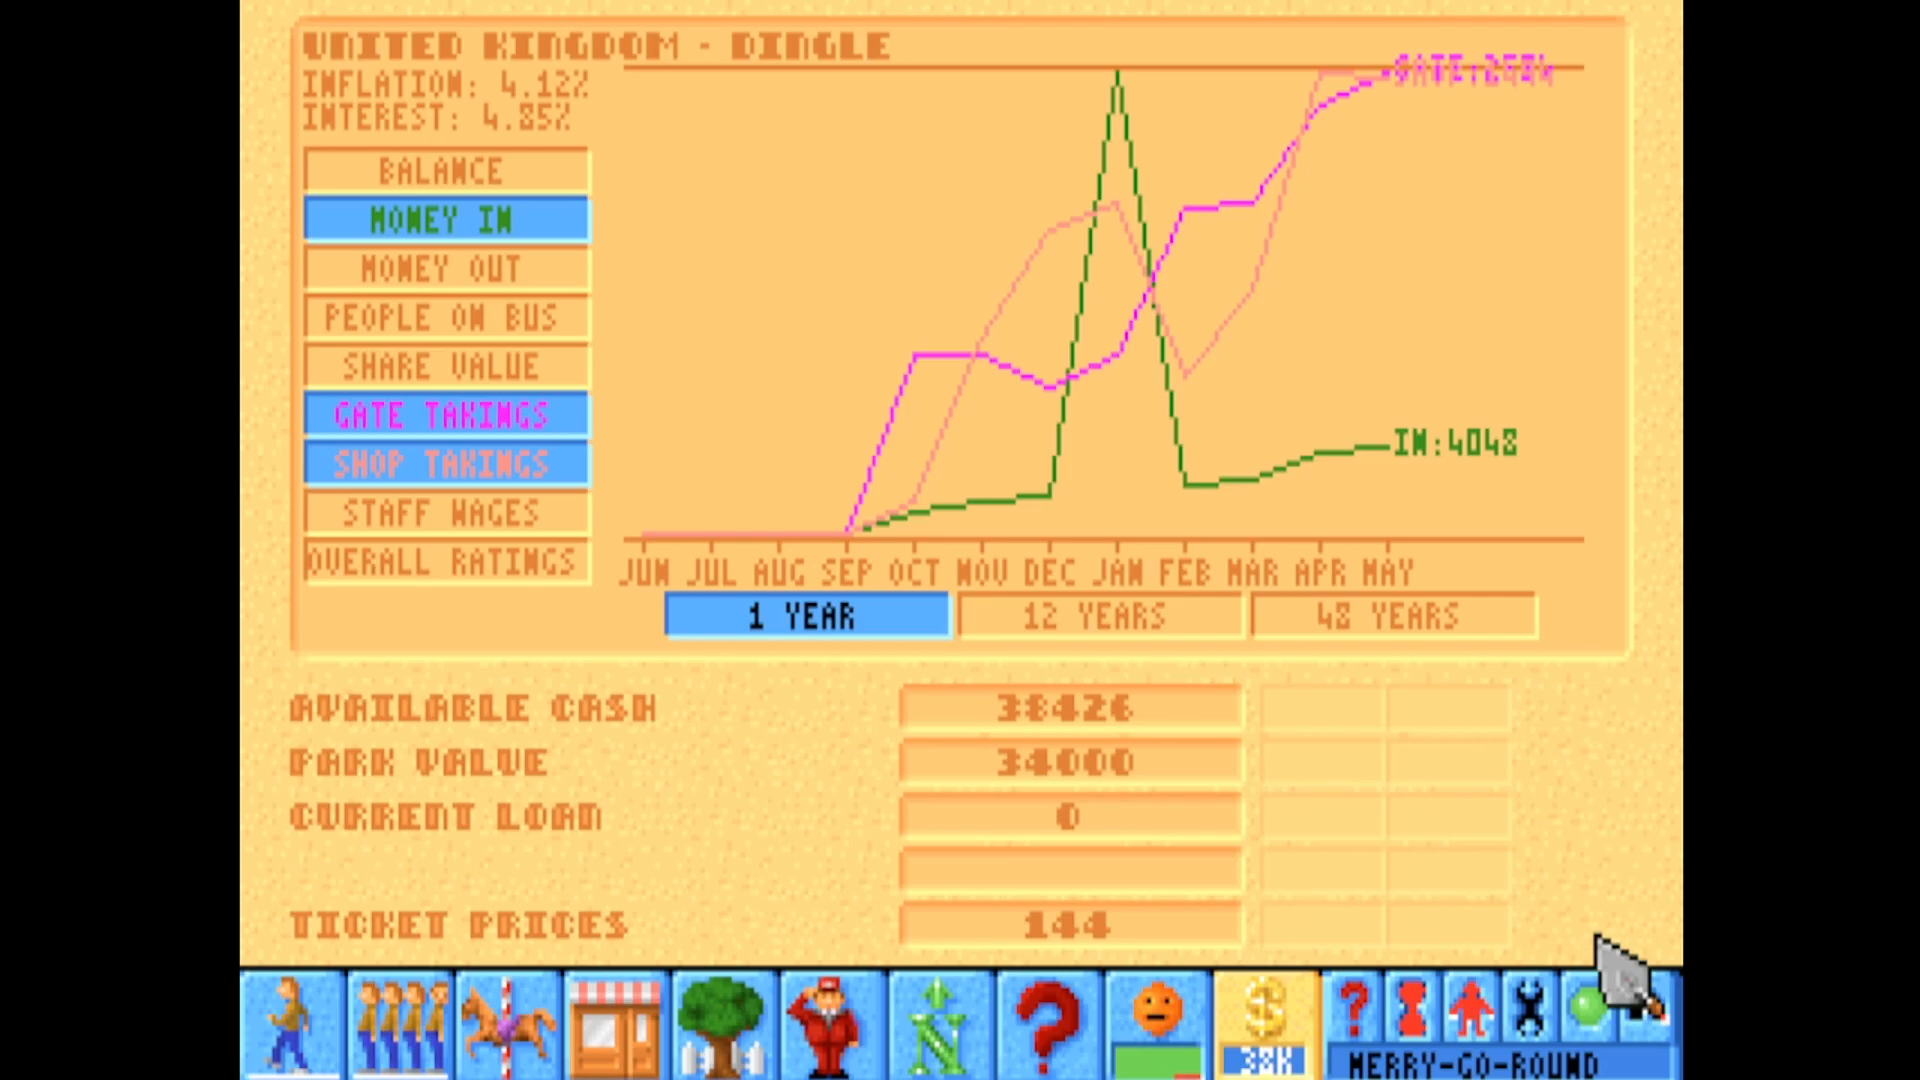 UNITED KINGDOM - DINGLE
INFLATION: 4.12%
INTEREST: 4.85%
BALANCE
MONEY IN
MONEY OUT
PEOPLE ON BUS
SHARE VALUE
GATE TAKINGS
SHOP TAKINGS
STAFF WAGES
OVERALL RATINGS
IN:4048
JUN JUL AUG SEP OCT NOV DEC JAN FEB MAR APR MAY
1 YEAR 12 YEARS 48 YEARS
AVAILABLE CASH 38426
PARK VALUE 34000
CURRENT LOAN 0
TICKET PRICES 144
N
?
$
38K
?
MERRY-GO-ROUND